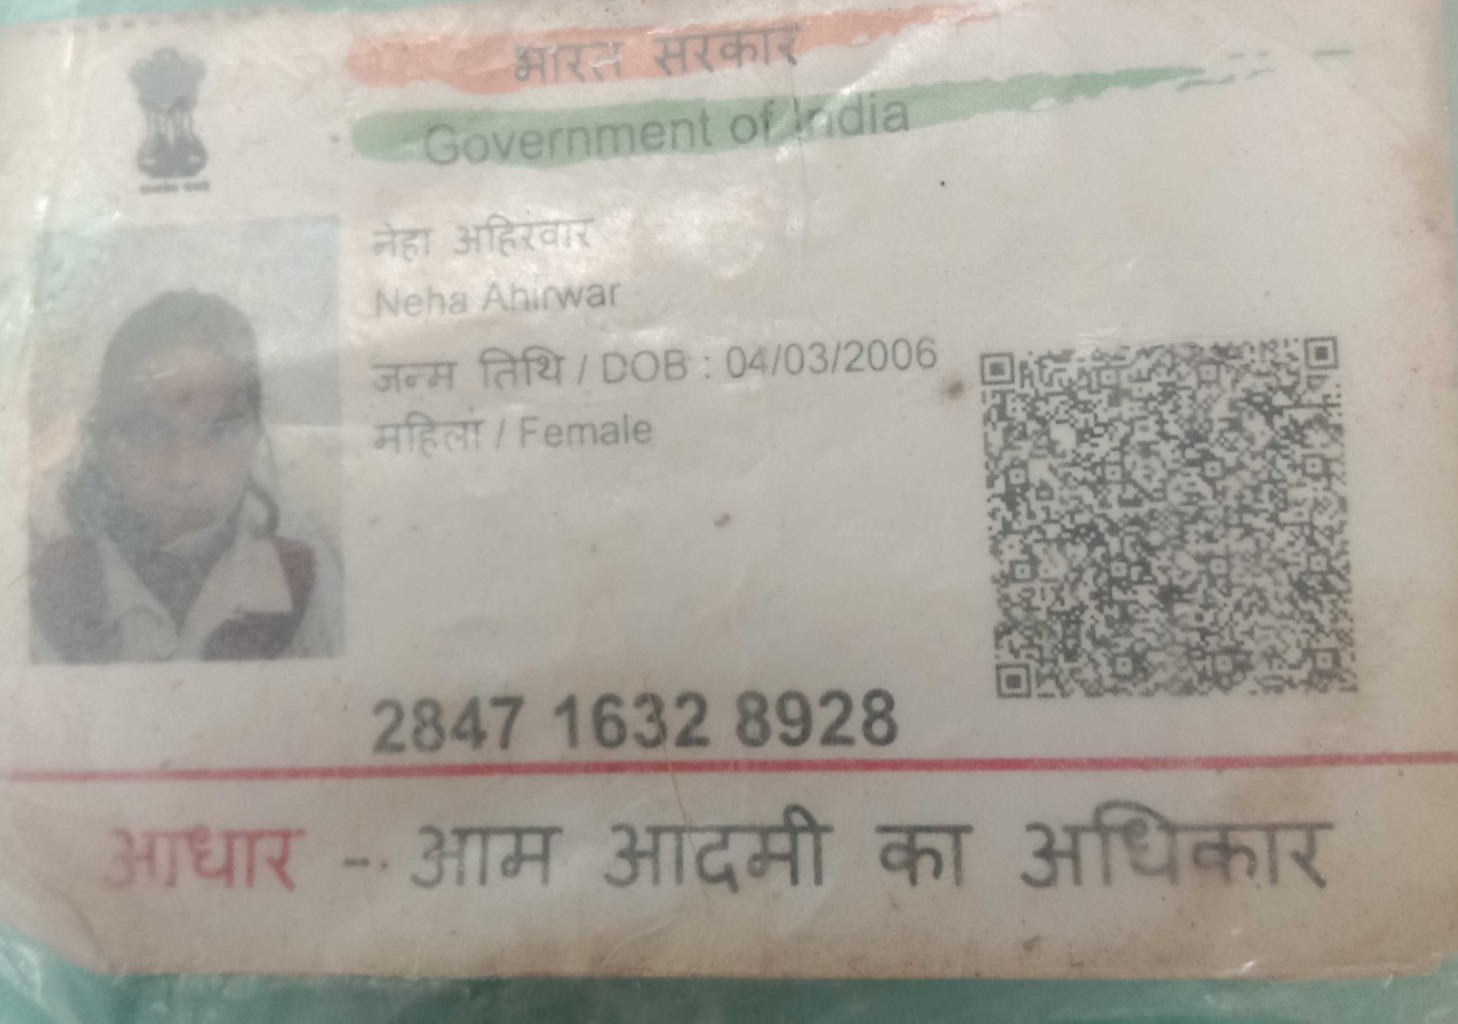 भारत सरकार
Government of India
नेहा अहिरवार
Neha Ahirwar
जन्म तिथि / DOB : 04/03/2006
महिला / Female
2847 1632 8928
आधार -- आम आदमी का अधिकार